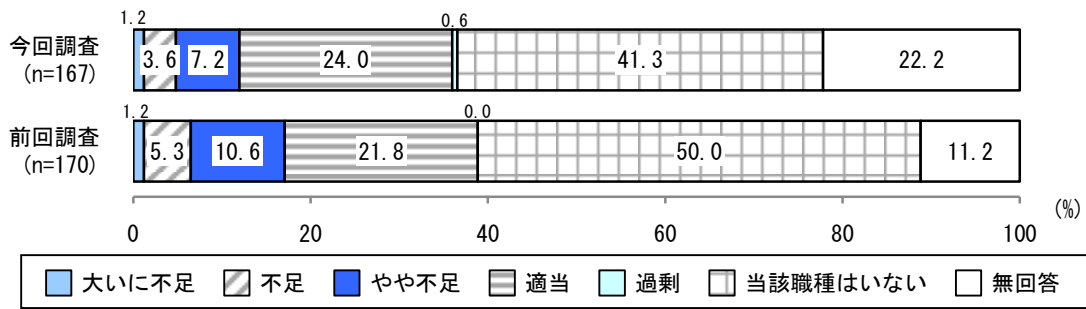 1.2 0.6
今回調査
(n=167)
3.6 7.2 24.0 41.3 22.2
1.2 0.0
前回調査
(n=170)
5.3 10.6 21.8 50.0 11.2
(%)
0 20 40 60 80 100
大いに不足 不足 やや不足 適当 過剰 当該職種はいない 無回答